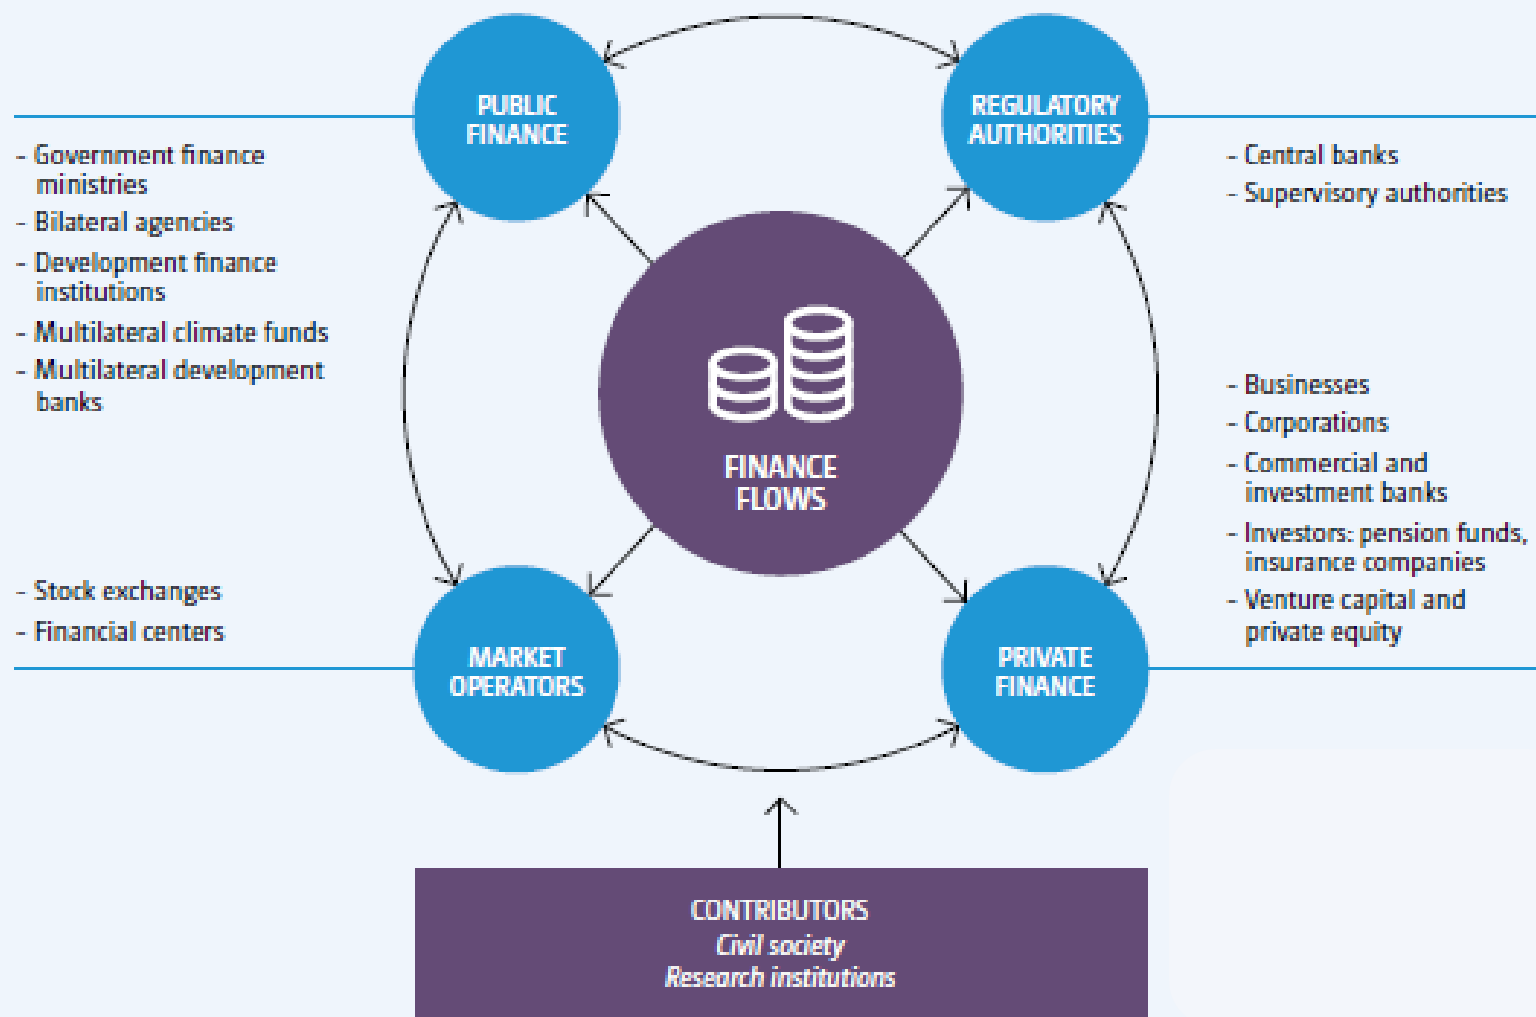 PUBLIC
FINANCE
- Government finance
ministries
- Bilateral agencies
- Development finance
institutions
- Multilateral climate funds
- Multilateral development
banks
REGULATORY
AUTHORITIES
- Central banks
- Supervisory authorities
FINANCE
FLOWS
- Stock exchanges
- Financial centers
MARKET
OPERATORS
- Businesses
- Corporations
- Commercial and
investment banks
- Investors: pension funds,
insurance companies
- Venture capital and
private equity
PRIVATE
FINANCE
CONTRIBUTORS
Civil society
Research institutions